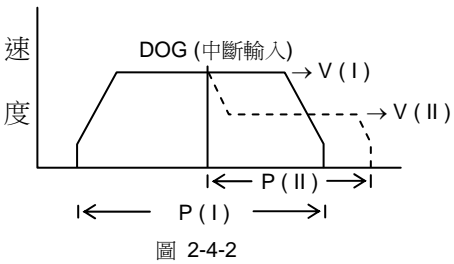 速度
DOG (中斷輸入)
V ( I )
V ( II )
P ( II )
P ( I )
圖 2-4-2